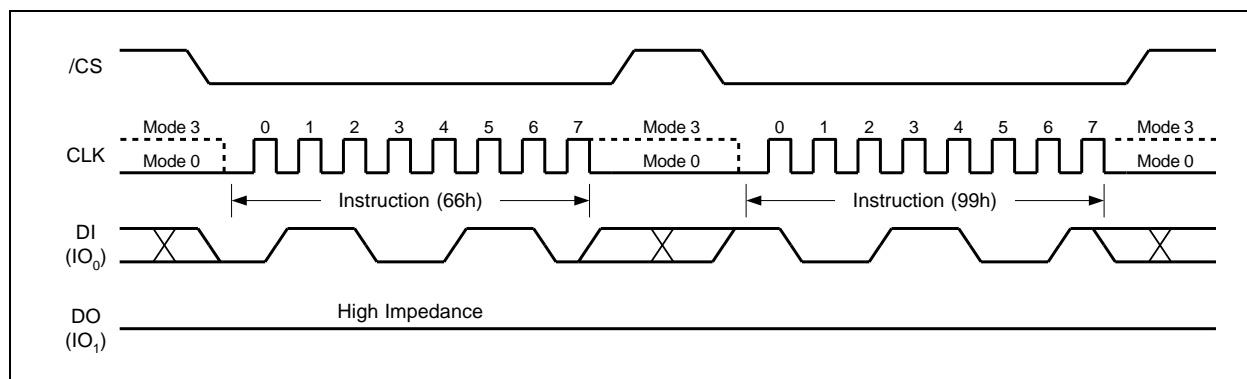 /CS
Mode 3 0 1 2 3 4 5 6 7 Mode 3 0 1 2 3 4 5 6 7 Mode 3
CLK
Mode 0 Mode 0 Mode 0
Instruction (66h) Instruction (99h)
DI
(IO0)
High Impedance
DO
(IO1)